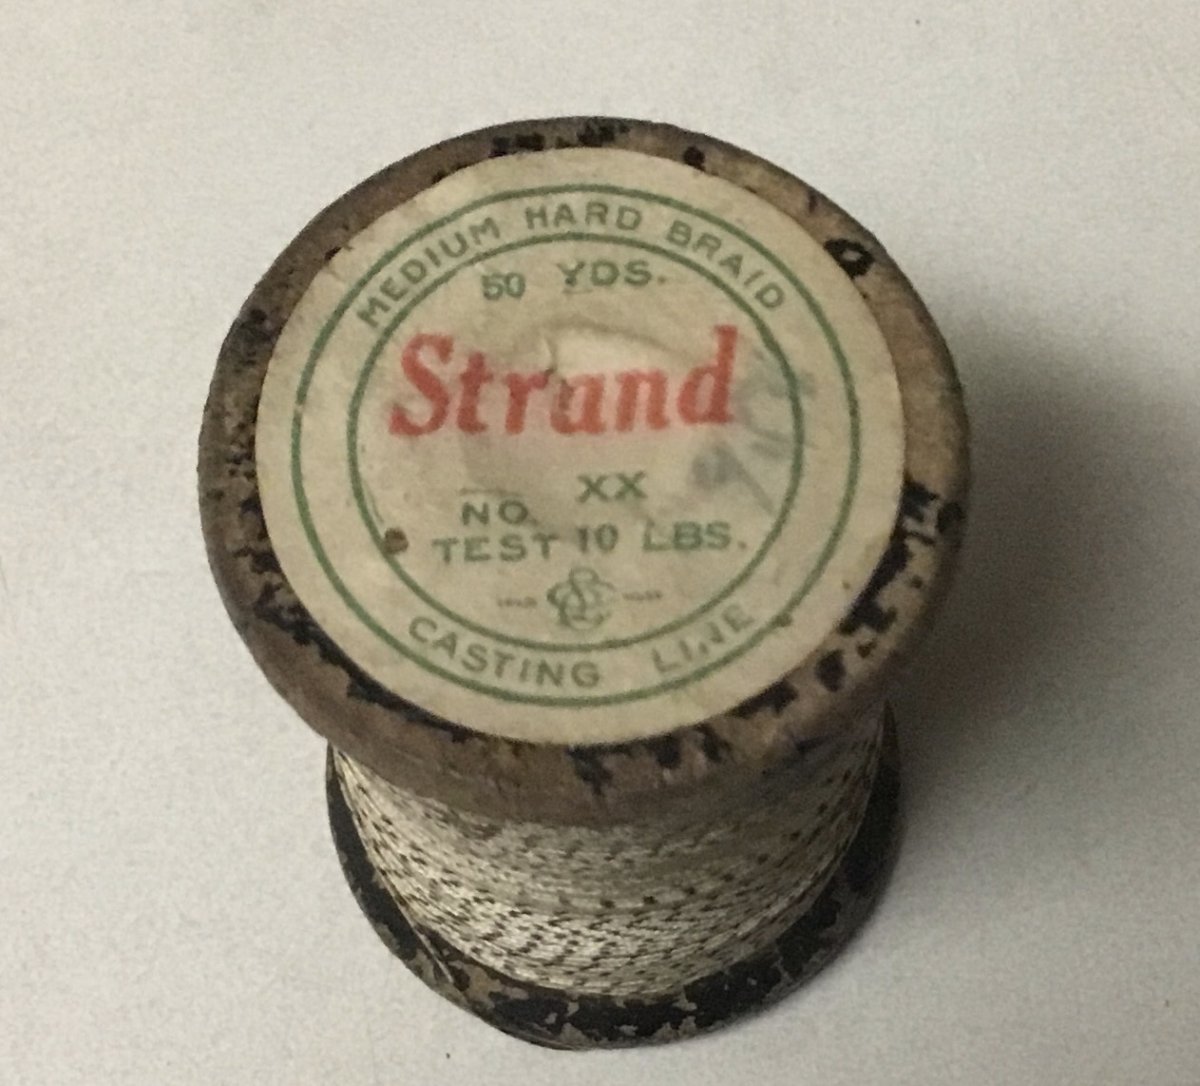 MEDIUM HARD BRAID
50 YDS.
Strand
XX
NO.
TEST 10 LBS.
CASTING LINE